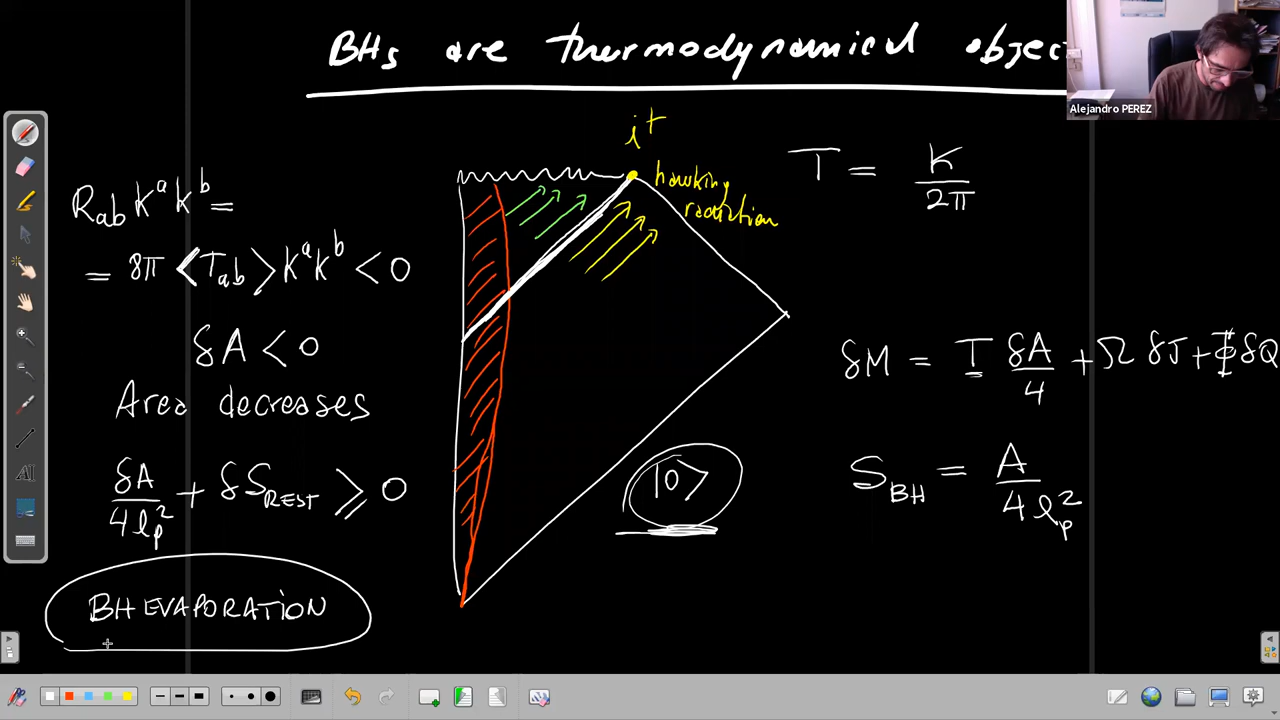 BHs are thermodynamical object
Alejandro PEREZ
i⁺
hawking
radiation
T = κ/2π
R_ab k^a k^b =
= 8π <T_ab> k^a k^b < 0
δA < 0
Area decreases
δA/4ℓ_p² + δS_REST ≥ 0
BH EVAPORATION
|0>
δM = T δA/4 + Ω δJ + Φ δQ
S_BH = A/4ℓ_p²